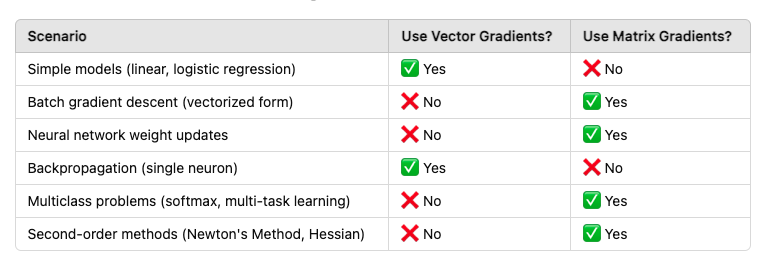 Scenario Use Vector Gradients? Use Matrix Gradients?
Simple models (linear, logistic regression) ✅ Yes ❌ No
Batch gradient descent (vectorized form) ❌ No ✅ Yes
Neural network weight updates ❌ No ✅ Yes
Backpropagation (single neuron) ✅ Yes ❌ No
Multiclass problems (softmax, multi-task learning) ❌ No ✅ Yes
Second-order methods (Newton's Method, Hessian) ❌ No ✅ Yes